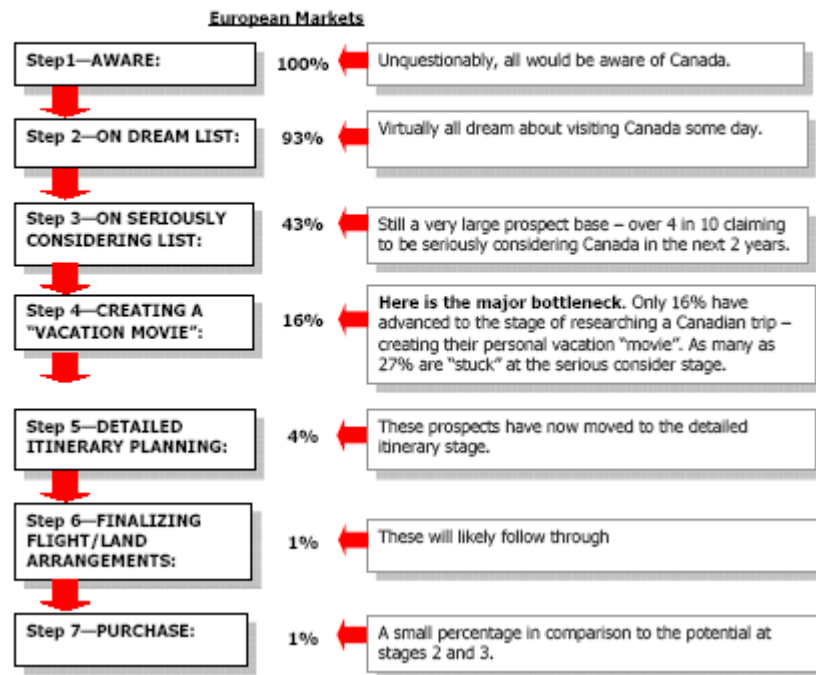 European Markets
Step1—AWARE:
100%
Unquestionably, all would be aware of Canada.
Step 2—ON DREAM LIST:
93%
Virtually all dream about visiting Canada some day.
Step 3—ON SERIOUSLY
CONSIDERING LIST:
43%
Still a very large prospect base – over 4 in 10 claiming
to be seriously considering Canada in the next 2 years.
Step 4—CREATING A
“VACATION MOVIE”:
16%
Here is the major bottleneck. Only 16% have
advanced to the stage of researching a Canadian trip –
creating their personal vacation “movie”. As many as
27% are “stuck” at the serious consider stage.
Step 5—DETAILED
ITINERARY PLANNING:
4%
These prospects have now moved to the detailed
itinerary stage.
Step 6—FINALIZING
FLIGHT/LAND
ARRANGEMENTS:
1%
These will likely follow through
Step 7—PURCHASE:
1%
A small percentage in comparison to the potential at
stages 2 and 3.